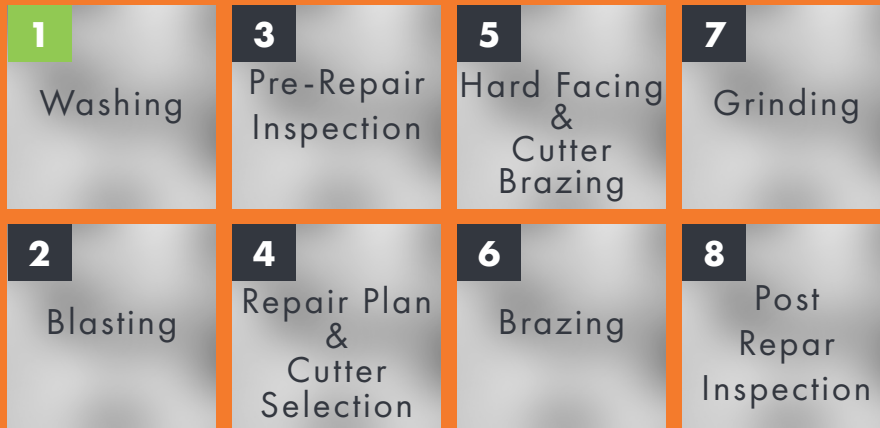 1
Washing
2
Blasting
3
Pre-Repair
Inspection
4
Repair Plan
&
Cutter
Selection
5
Hard Facing
&
Cutter
Brazing
6
Brazing
7
Grinding
8
Post
Repar
Inspection